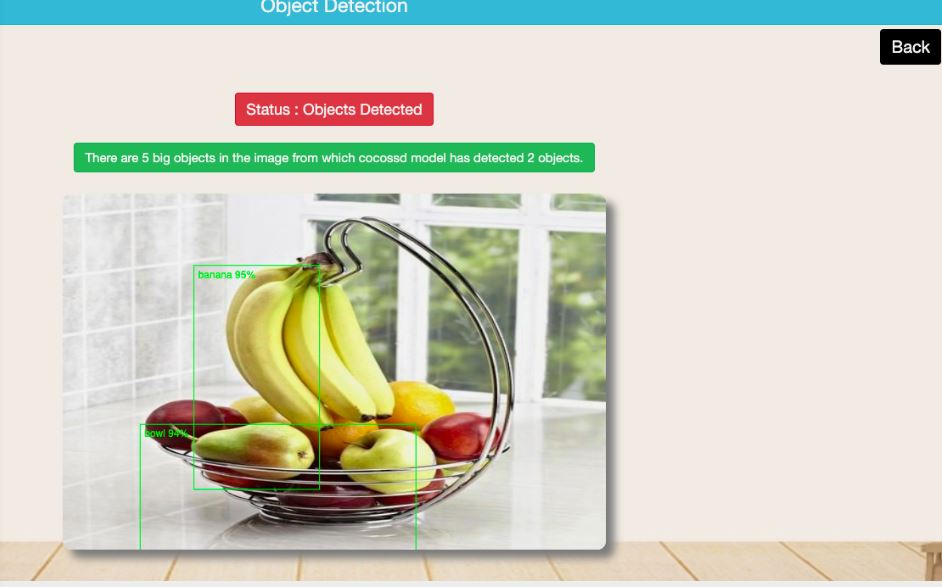 Object Detection
Back
Status : Objects Detected
There are 5 big objects in the image from which cocossd model has detected 2 objects.
banana 95%
bowl 94%